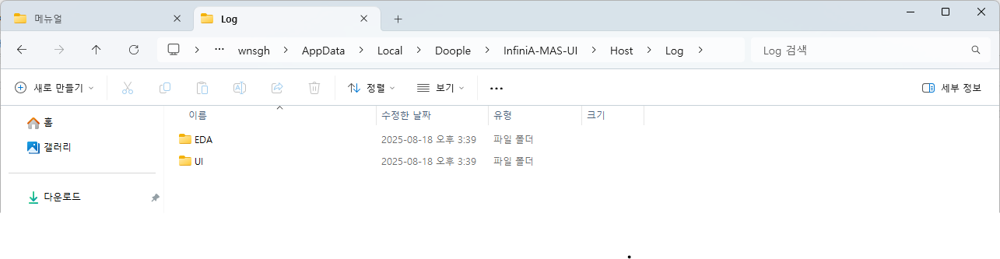 메뉴얼 Log
··· wnsgh AppData Local Doople InfiniA-MAS-UI Host Log Log 검색
새로 만들기 정렬 보기 ··· 세부 정보
이름 수정한 날짜 유형 크기
홈
EDA 2025-08-18 오후 3:39 파일 폴더
갤러리
UI 2025-08-18 오후 3:39 파일 폴더
다운로드
.